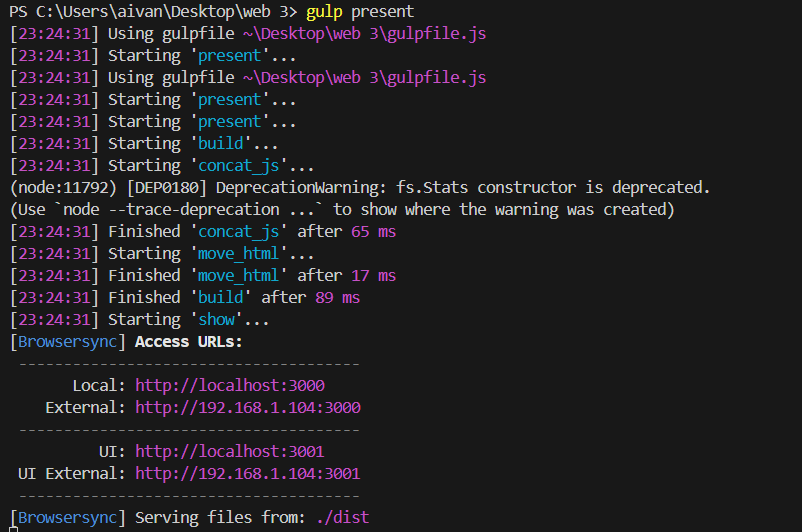 PS C:\Users\aivan\Desktop\web 3> gulp present
[23:24:31] Using gulpfile ~\Desktop\web 3\gulpfile.js
[23:24:31] Starting 'present'...
[23:24:31] Using gulpfile ~\Desktop\web 3\gulpfile.js
[23:24:31] Starting 'present'...
[23:24:31] Starting 'present'...
[23:24:31] Starting 'build'...
[23:24:31] Starting 'concat_js'...
(node:11792) [DEP0180] DeprecationWarning: fs.Stats constructor is deprecated.
(Use `node --trace-deprecation ...` to show where the warning was created)
[23:24:31] Finished 'concat_js' after 65 ms
[23:24:31] Starting 'move_html'...
[23:24:31] Finished 'move_html' after 17 ms
[23:24:31] Finished 'build' after 89 ms
[23:24:31] Starting 'show'...
[Browsersync] Access URLs:
--------------------------------------
Local: http://localhost:3000
External: http://192.168.1.104:3000
--------------------------------------
UI: http://localhost:3001
UI External: http://192.168.1.104:3001
--------------------------------------
[Browsersync] Serving files from: ./dist